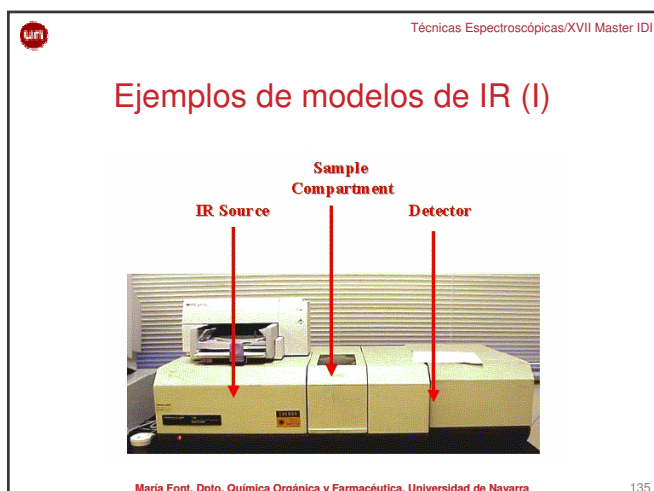 un
Técnicas Espectroscópicas/XVII Master IDI
Ejemplos de modelos de IR (I)
Sample
Compartment
IR Source
Detector
María Font. Dpto. Química Orgánica y Farmacéutica. Universidad de Navarra
135